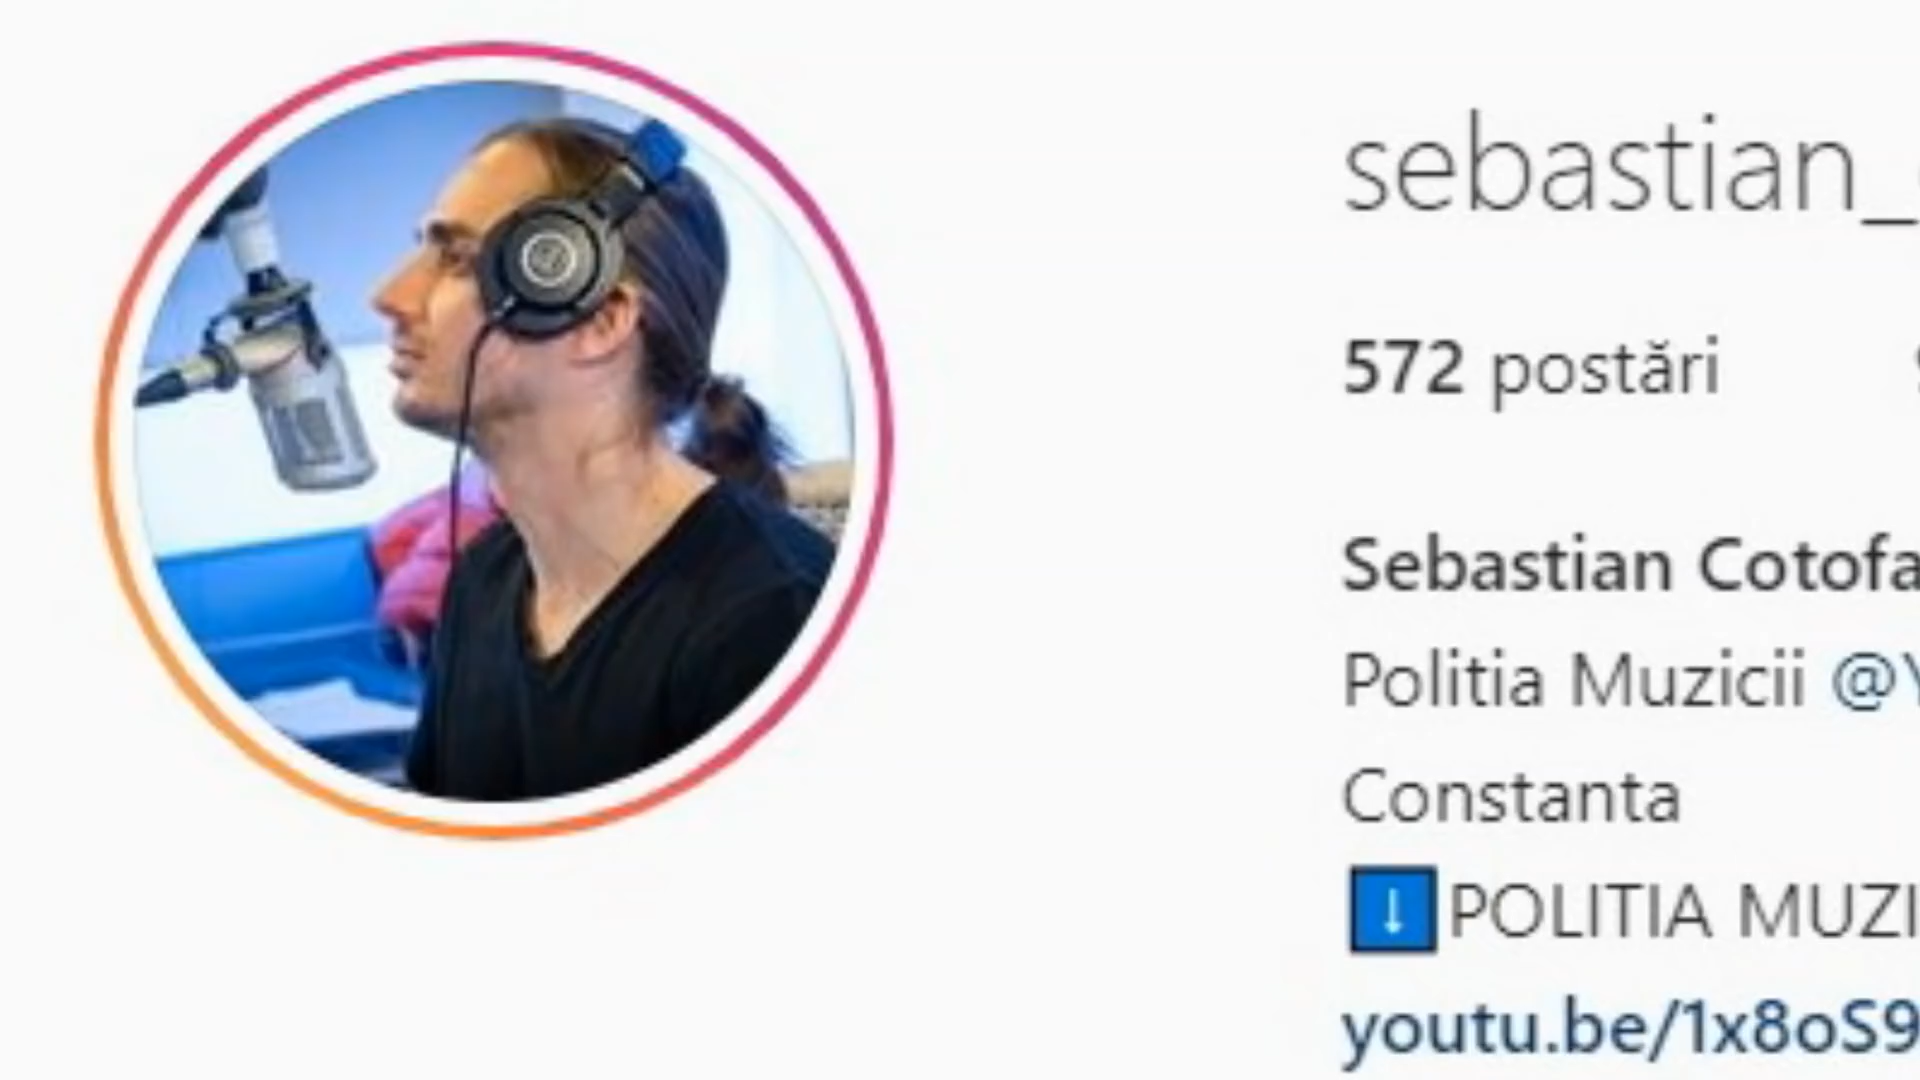 sebastian_
572 postări
Sebastian Cotofa
Politia Muzicii @Y
Constanta
POLITIA MUZI
youtu.be/1x8oS9